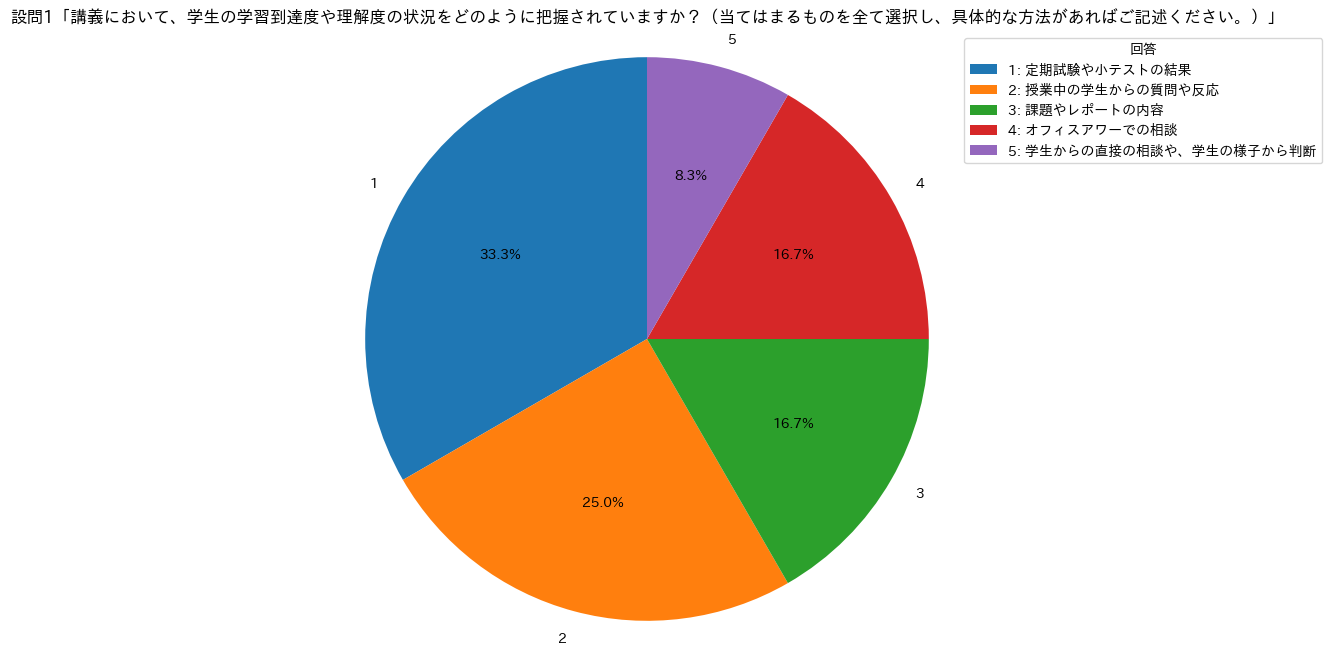 設問1「講義において、学生の学習到達度や理解度の状況をどのように把握されていますか？（当てはまるものを全て選択し、具体的な方法があればご記述ください。）」
回答
1: 定期試験や小テストの結果
2: 授業中の学生からの質問や反応
3: 課題やレポートの内容
4: オフィスアワーでの相談
5: 学生からの直接の相談や、学生の様子から判断
5
8.3%
1
4
33.3%
16.7%
16.7%
3
25.0%
2